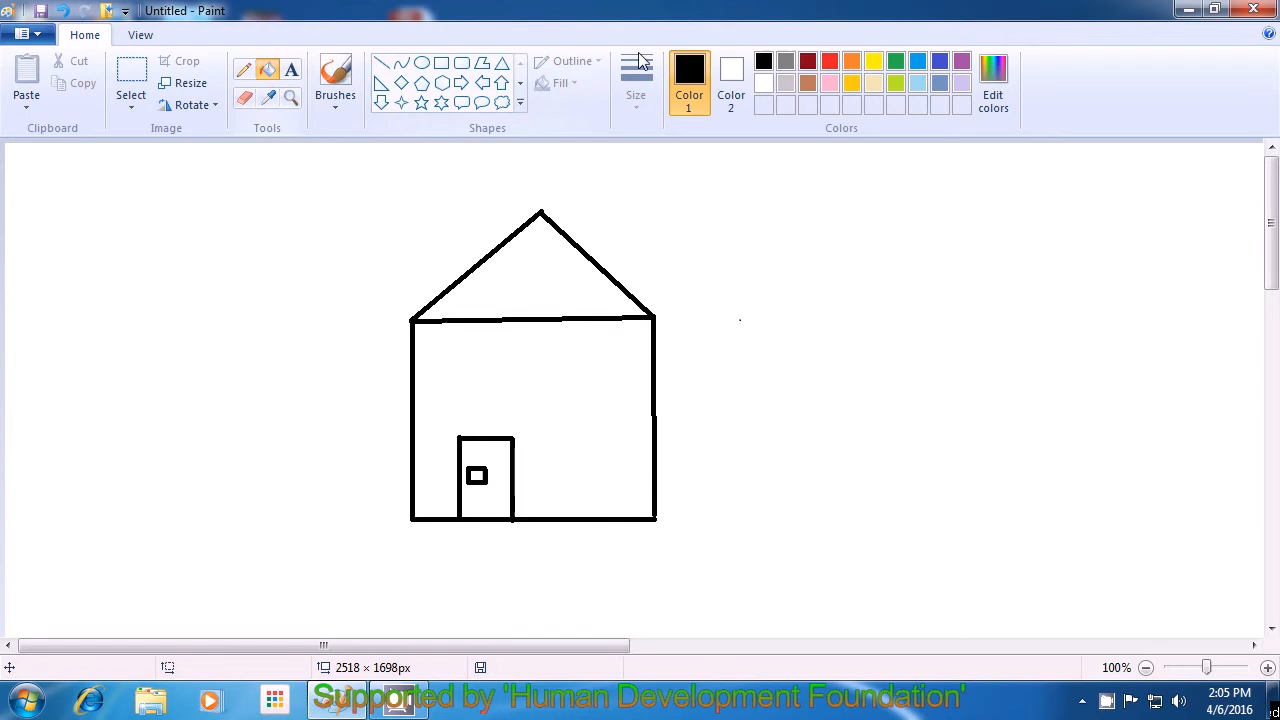 Untitled - Paint
Home View
Paste
Cut
Copy
Clipboard
Select
Crop
Resize
Rotate
Image
A
Tools
Brushes
Outline
Fill
Shapes
Size
Color 1
Color 2
Edit colors
Colors
2518 × 1698px
100%
Supported by 'Human Development Foundation'
2:05 PM
4/6/2016